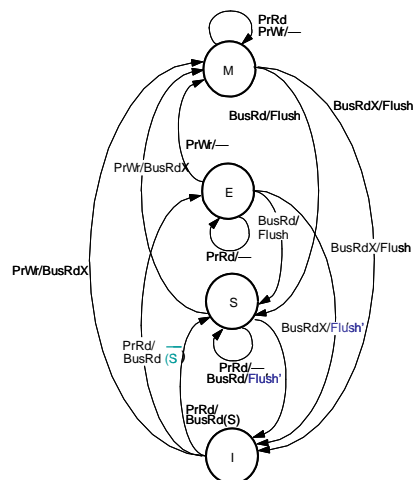 PrRd
PrWr/—
M
BusRd/Flush
BusRdX/Flush
PrWr/—
PrWr/BusRdX
E
BusRd/
Flush
PrRd/—
BusRdX/Flush
PrWr/BusRdX
S
BusRdX/Flush'
PrRd/
BusRd (S̅)
PrRd/—
BusRd/Flush'
PrRd/
BusRd(S)
I